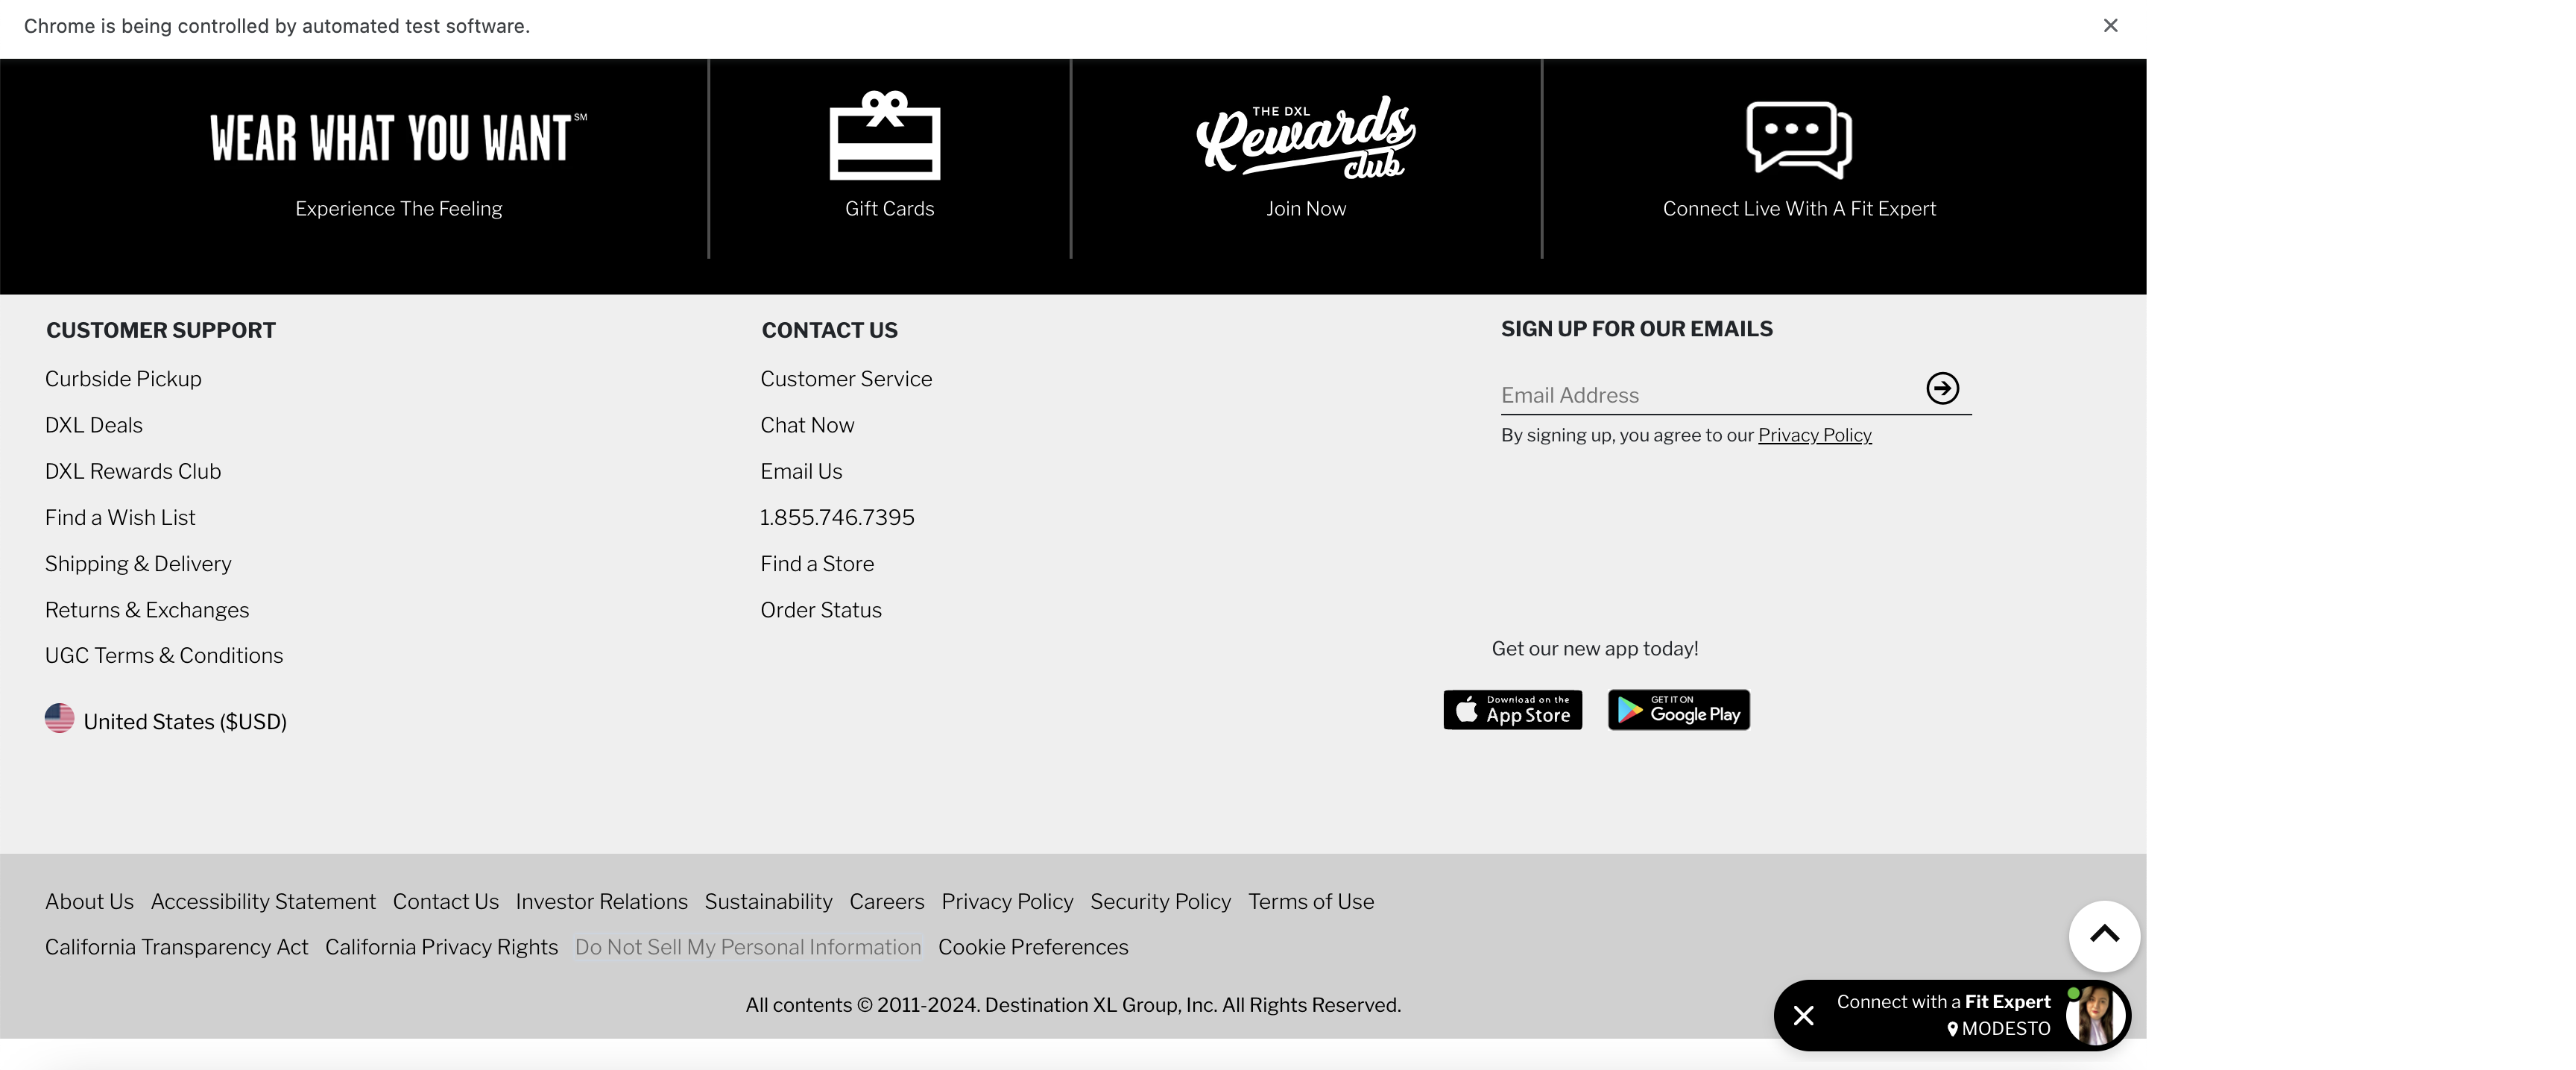 Chrome is being controlled by automated test software.
WEAR WHAT YOU WANT℠
Experience The Feeling
Gift Cards
THE DXL
Rewards
club
Join Now
Connect Live With A Fit Expert
CUSTOMER SUPPORT
Curbside Pickup
DXL Deals
DXL Rewards Club
Find a Wish List
Shipping & Delivery
Returns & Exchanges
UGC Terms & Conditions
United States ($USD)
CONTACT US
Customer Service
Chat Now
Email Us
1.855.746.7395
Find a Store
Order Status
SIGN UP FOR OUR EMAILS
Email Address
By signing up, you agree to our Privacy Policy
Get our new app today!
Download on the
App Store
GET IT ON
Google Play
About Us Accessibility Statement Contact Us Investor Relations Sustainability Careers Privacy Policy Security Policy Terms of Use
California Transparency Act California Privacy Rights Do Not Sell My Personal Information Cookie Preferences
All contents © 2011-2024. Destination XL Group, Inc. All Rights Reserved.
Connect with a Fit Expert
MODESTO